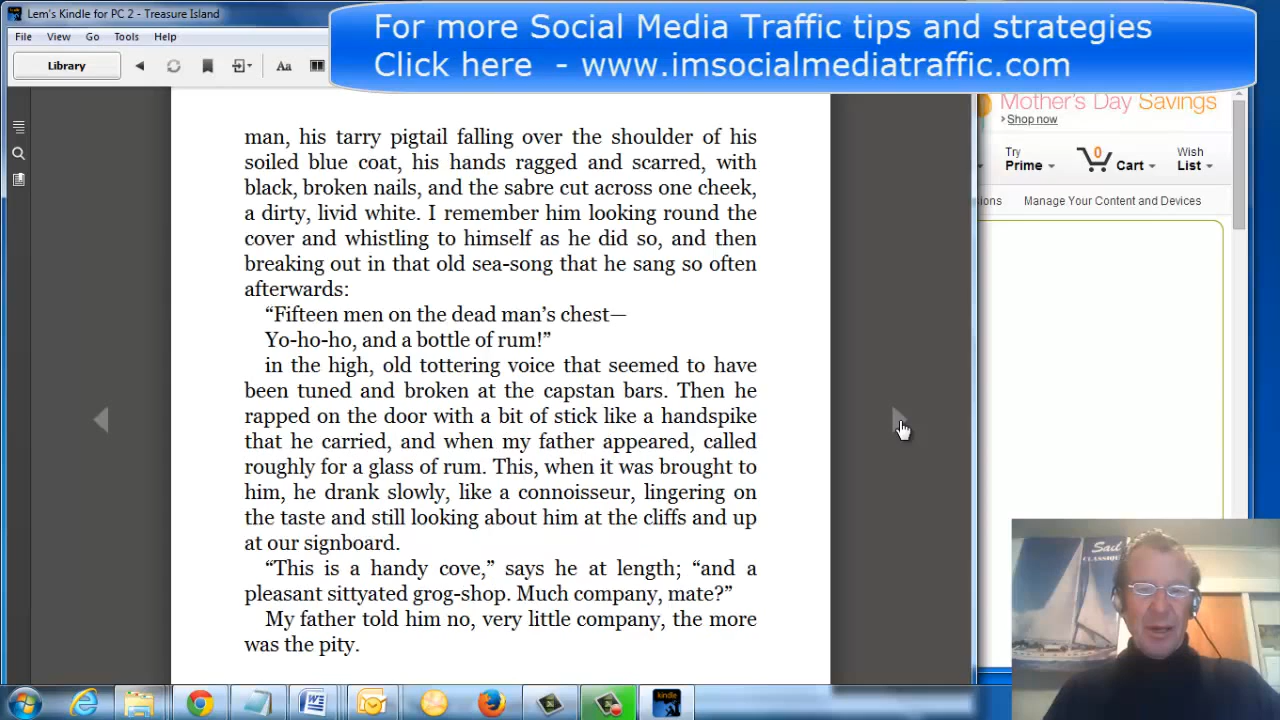 Lem's Kindle for PC 2 - Treasure Island
For more Social Media Traffic tips and strategies
Click here - www.imsocialmediatraffic.com
File View Go Tools Help
Library
Aa
Mother's Day Savings
Shop now
Try
Prime
0
Cart
Wish
List
Manage Your Content and Devices
man, his tarry pigtail falling over the shoulder of his
soiled blue coat, his hands ragged and scarred, with
black, broken nails, and the sabre cut across one cheek,
a dirty, livid white. I remember him looking round the
cover and whistling to himself as he did so, and then
breaking out in that old sea-song that he sang so often
afterwards:
“Fifteen men on the dead man’s chest—
Yo-ho-ho, and a bottle of rum!”
in the high, old tottering voice that seemed to have
been tuned and broken at the capstan bars. Then he
rapped on the door with a bit of stick like a handspike
that he carried, and when my father appeared, called
roughly for a glass of rum. This, when it was brought to
him, he drank slowly, like a connoisseur, lingering on
the taste and still looking about him at the cliffs and up
at our signboard.
“This is a handy cove,” says he at length; “and a
pleasant sittyated grog-shop. Much company, mate?”
My father told him no, very little company, the more
was the pity.
Sail
CLASSIC
kindle